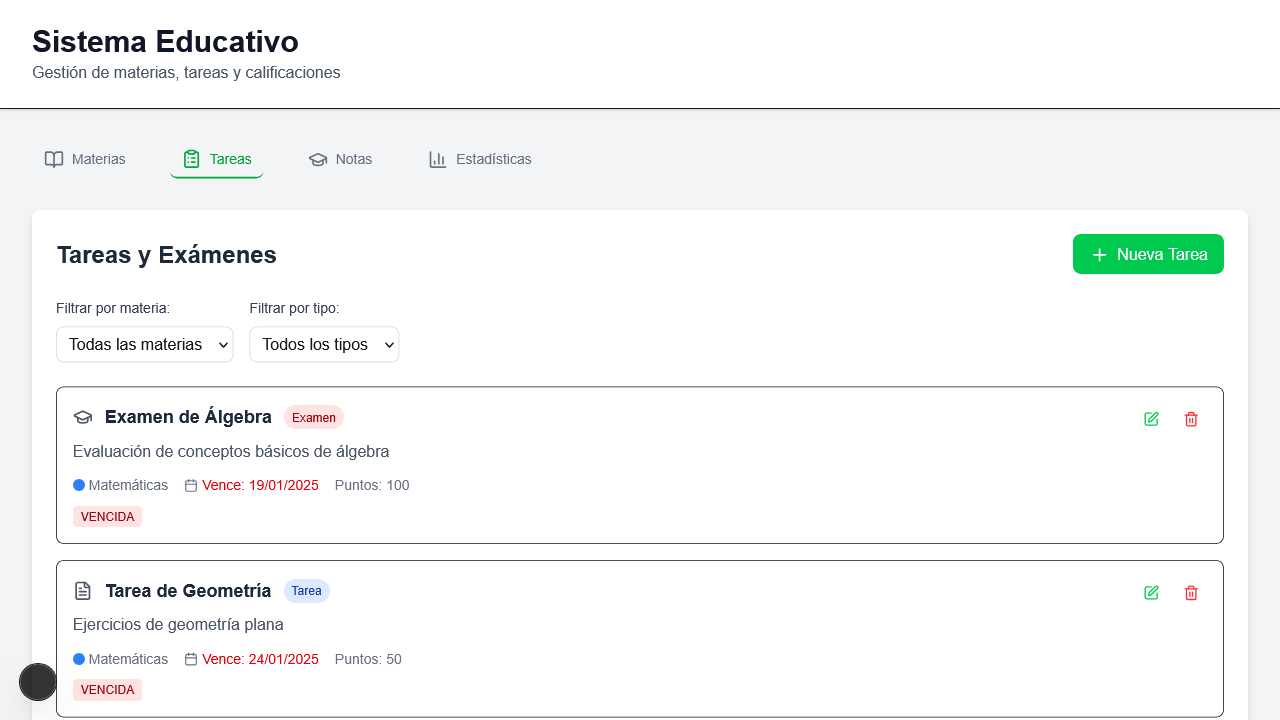 Sistema Educativo
Gestión de materias, tareas y calificaciones
Materias Tareas Notas Estadísticas
Tareas y Exámenes
Nueva Tarea
Filtrar por materia: Filtrar por tipo:
Todas las materias Todos los tipos
Examen de Álgebra Examen
Evaluación de conceptos básicos de álgebra
Matemáticas Vence: 19/01/2025 Puntos: 100
VENCIDA
Tarea de Geometría Tarea
Ejercicios de geometría plana
Matemáticas Vence: 24/01/2025 Puntos: 50
VENCIDA